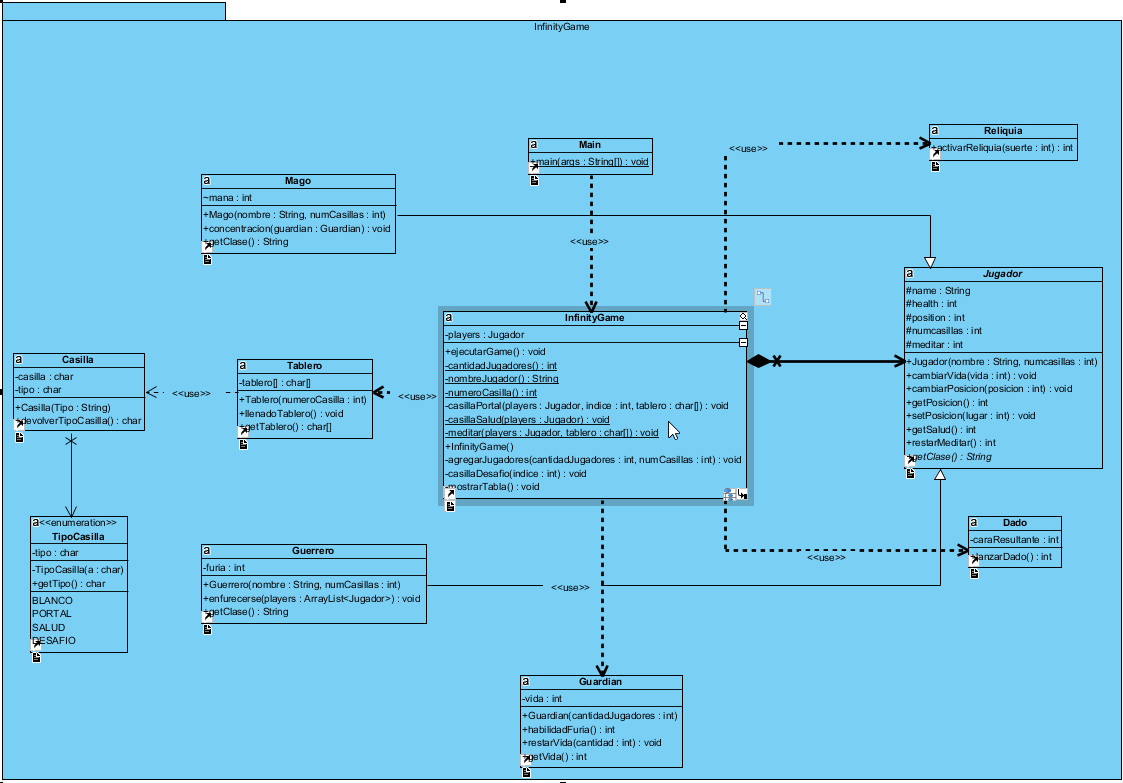 InfinityGame
Reliquia
+activarReliquia(suerte : int) : int
<<use>>
Main
+main(args : String[]) : void
<<use>>
Mago
~mana : int
+Mago(nombre : String, numCasillas : int)
+concentracion(guardian : Guardian) : void
+getClase() : String
Jugador
#name : String
#health : int
#position : int
#numcasillas : int
#meditar : int
+Jugador(nombre : String, numcasillas : int)
+cambiarVida(vida : int) : void
+cambiarPosicion(posicion : int) : void
+getPosicion() : int
+setPosicion(lugar : int) : void
+getSalud() : int
+restarMeditar() : int
+getClase() : String
InfinityGame
-players : Jugador
+ejecutarGame() : void
-cantidadJugadores() : int
-nombreJugador() : String
-numeroCasilla() : int
-casillaPortal(players : Jugador, indice : int, tablero : char[]) : void
-casillaSalud(players : Jugador) : void
-meditar(players : Jugador, tablero : char[]) : void
+InfinityGame()
-agregarJugadores(cantidadJugadores : int, numCasillas : int) : void
-casillaDesafio(indice : int) : void
-mostrarTabla() : void
Casilla
-casilla : char
-tipo : char
+Casilla(Tipo : String)
+devolverTipoCasilla() : char
<<use>>
Tablero
-tablero[] : char[]
+Tablero(numeroCasilla : int)
+llenadoTablero() : void
+getTablero() : char[]
<<use>>
<<enumeration>>
TipoCasilla
-tipo : char
-TipoCasilla(a : char)
+getTipo() : char
BLANCO
PORTAL
SALUD
DESAFIO
Guerrero
-furia : int
+Guerrero(nombre : String, numCasillas : int)
+enfurecerse(players : ArrayList<Jugador>) : void
+getClase() : String
<<use>>
<<use>>
Dado
-caraResultante : int
+lanzarDado() : int
Guardian
-vida : int
+Guardian(cantidadJugadores : int)
+habilidadFuria() : int
+restarVida(cantidad : int) : void
+getVida() : int